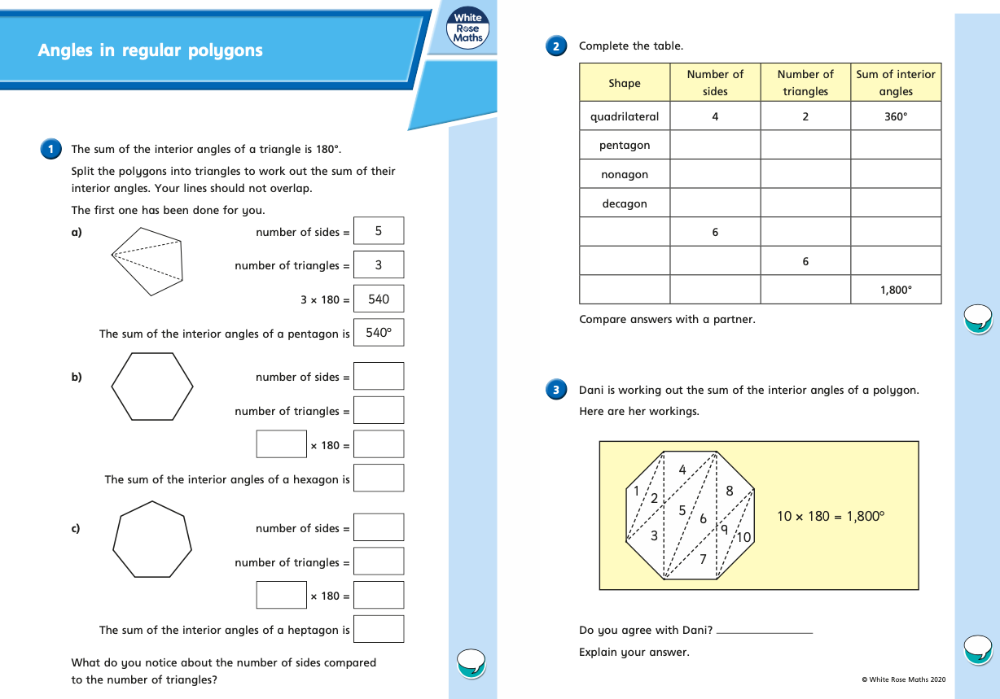 Angles in regular polygons
White
Rose
Maths
1
The sum of the interior angles of a triangle is 180°.
Split the polygons into triangles to work out the sum of their
interior angles. Your lines should not overlap.
The first one has been done for you.
a)
number of sides = 5
number of triangles = 3
3 × 180 = 540
The sum of the interior angles of a pentagon is 540°
b)
number of sides =
number of triangles =
× 180 =
The sum of the interior angles of a hexagon is
c)
number of sides =
number of triangles =
× 180 =
The sum of the interior angles of a heptagon is
What do you notice about the number of sides compared
to the number of triangles?
2
Complete the table.
Shape Number of sides Number of triangles Sum of interior angles
quadrilateral 4 2 360°
pentagon
nonagon
decagon
6
6
1,800°
Compare answers with a partner.
3
Dani is working out the sum of the interior angles of a polygon.
Here are her workings.
1 2 3 4 5 6 7 8 9 10
10 × 180 = 1,800°
Do you agree with Dani?
Explain your answer.
© White Rose Maths 2020